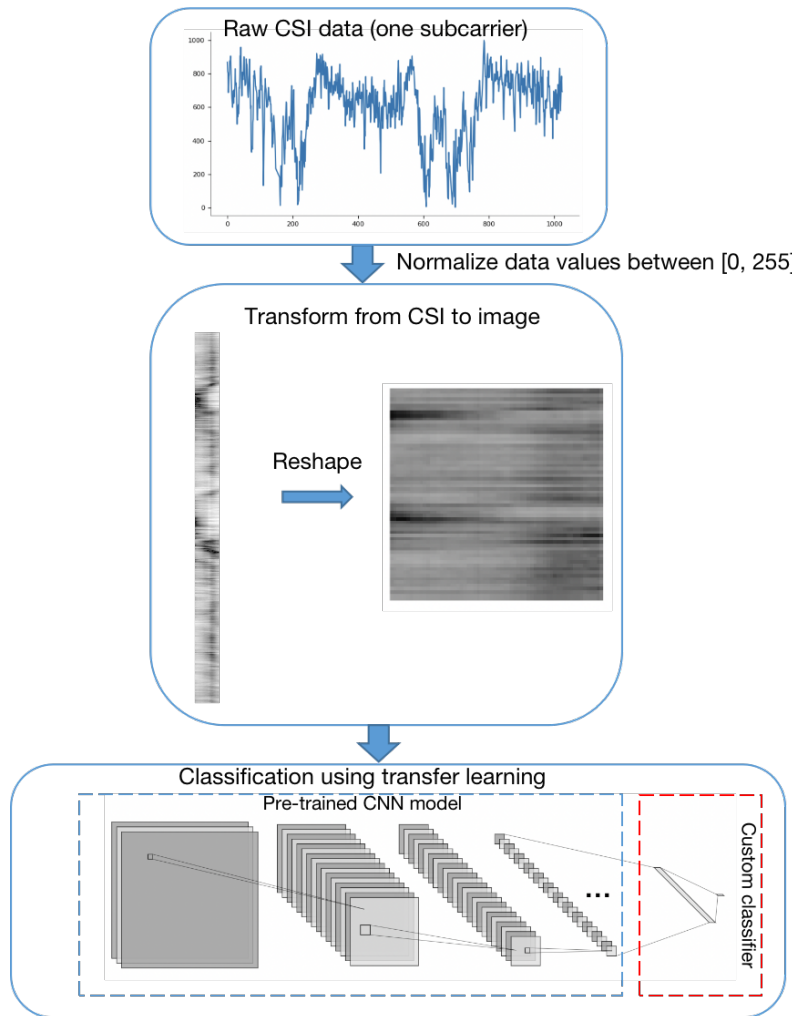 Raw CSI data (one subcarrier)
1000
800
600
400
200
0
0 200 400 600 800 1000
Normalize data values between [0, 255]
Transform from CSI to image
Reshape
Classification using transfer learning
Pre-trained CNN model
...
Custom classifier